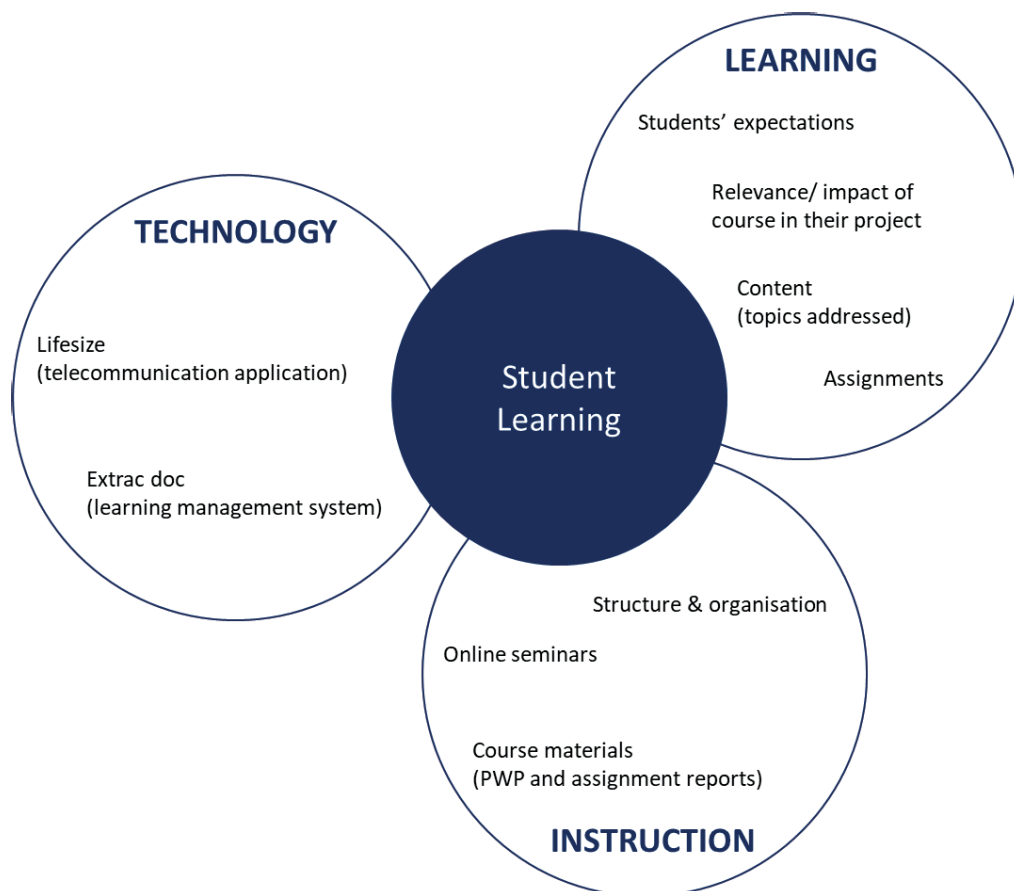 LEARNING
Students’ expectations
Relevance/ impact of
course in their project
Content
(topics addressed)
Assignments
TECHNOLOGY
Lifesize
(telecommunication application)
Extrac doc
(learning management system)
Student
Learning
Structure & organisation
Online seminars
Course materials
(PWP and assignment reports)
INSTRUCTION